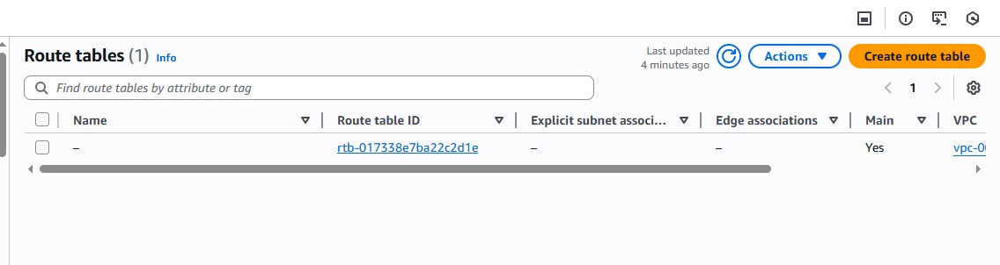 Route tables (1) Info
Last updated
4 minutes ago
Actions
Create route table
Find route tables by attribute or tag
1
Name Route table ID Explicit subnet associ... Edge associations Main VPC
– rtb-017338e7ba22c2d1e – – Yes vpc-0